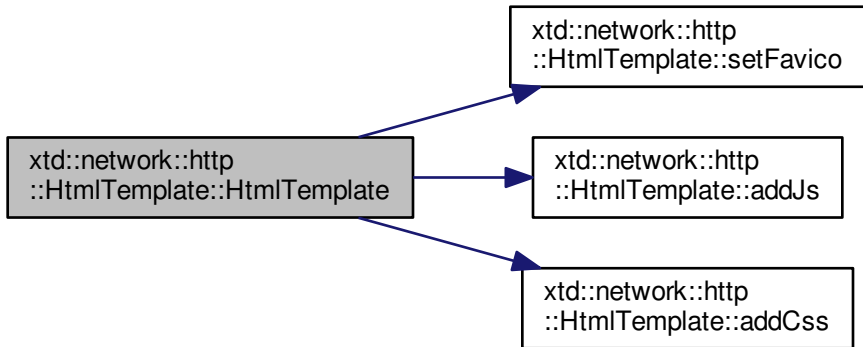 xtd::network::http
::HtmlTemplate::HtmlTemplate
xtd::network::http
::HtmlTemplate::setFavico
xtd::network::http
::HtmlTemplate::addJs
xtd::network::http
::HtmlTemplate::addCss